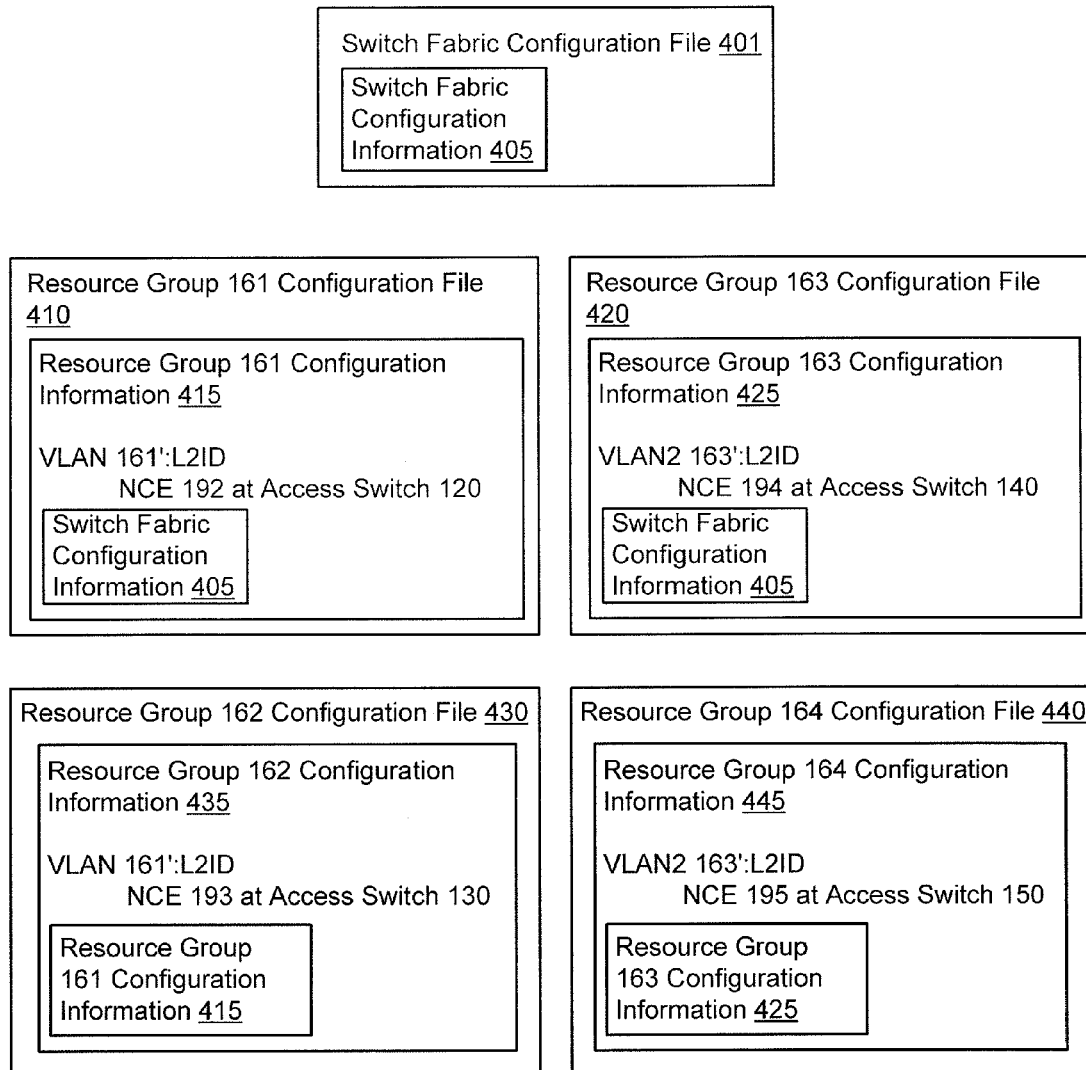 Switch Fabric Configuration File 401
Switch Fabric
Configuration
Information 405
Resource Group 161 Configuration File
410
Resource Group 161 Configuration
Information 415
VLAN 161':L2ID
NCE 192 at Access Switch 120
Switch Fabric
Configuration
Information 405
Resource Group 163 Configuration File
420
Resource Group 163 Configuration
Information 425
VLAN2 163':L2ID
NCE 194 at Access Switch 140
Switch Fabric
Configuration
Information 405
Resource Group 162 Configuration File 430
Resource Group 162 Configuration
Information 435
VLAN 161':L2ID
NCE 193 at Access Switch 130
Resource Group
161 Configuration
Information 415
Resource Group 164 Configuration File 440
Resource Group 164 Configuration
Information 445
VLAN2 163':L2ID
NCE 195 at Access Switch 150
Resource Group
163 Configuration
Information 425